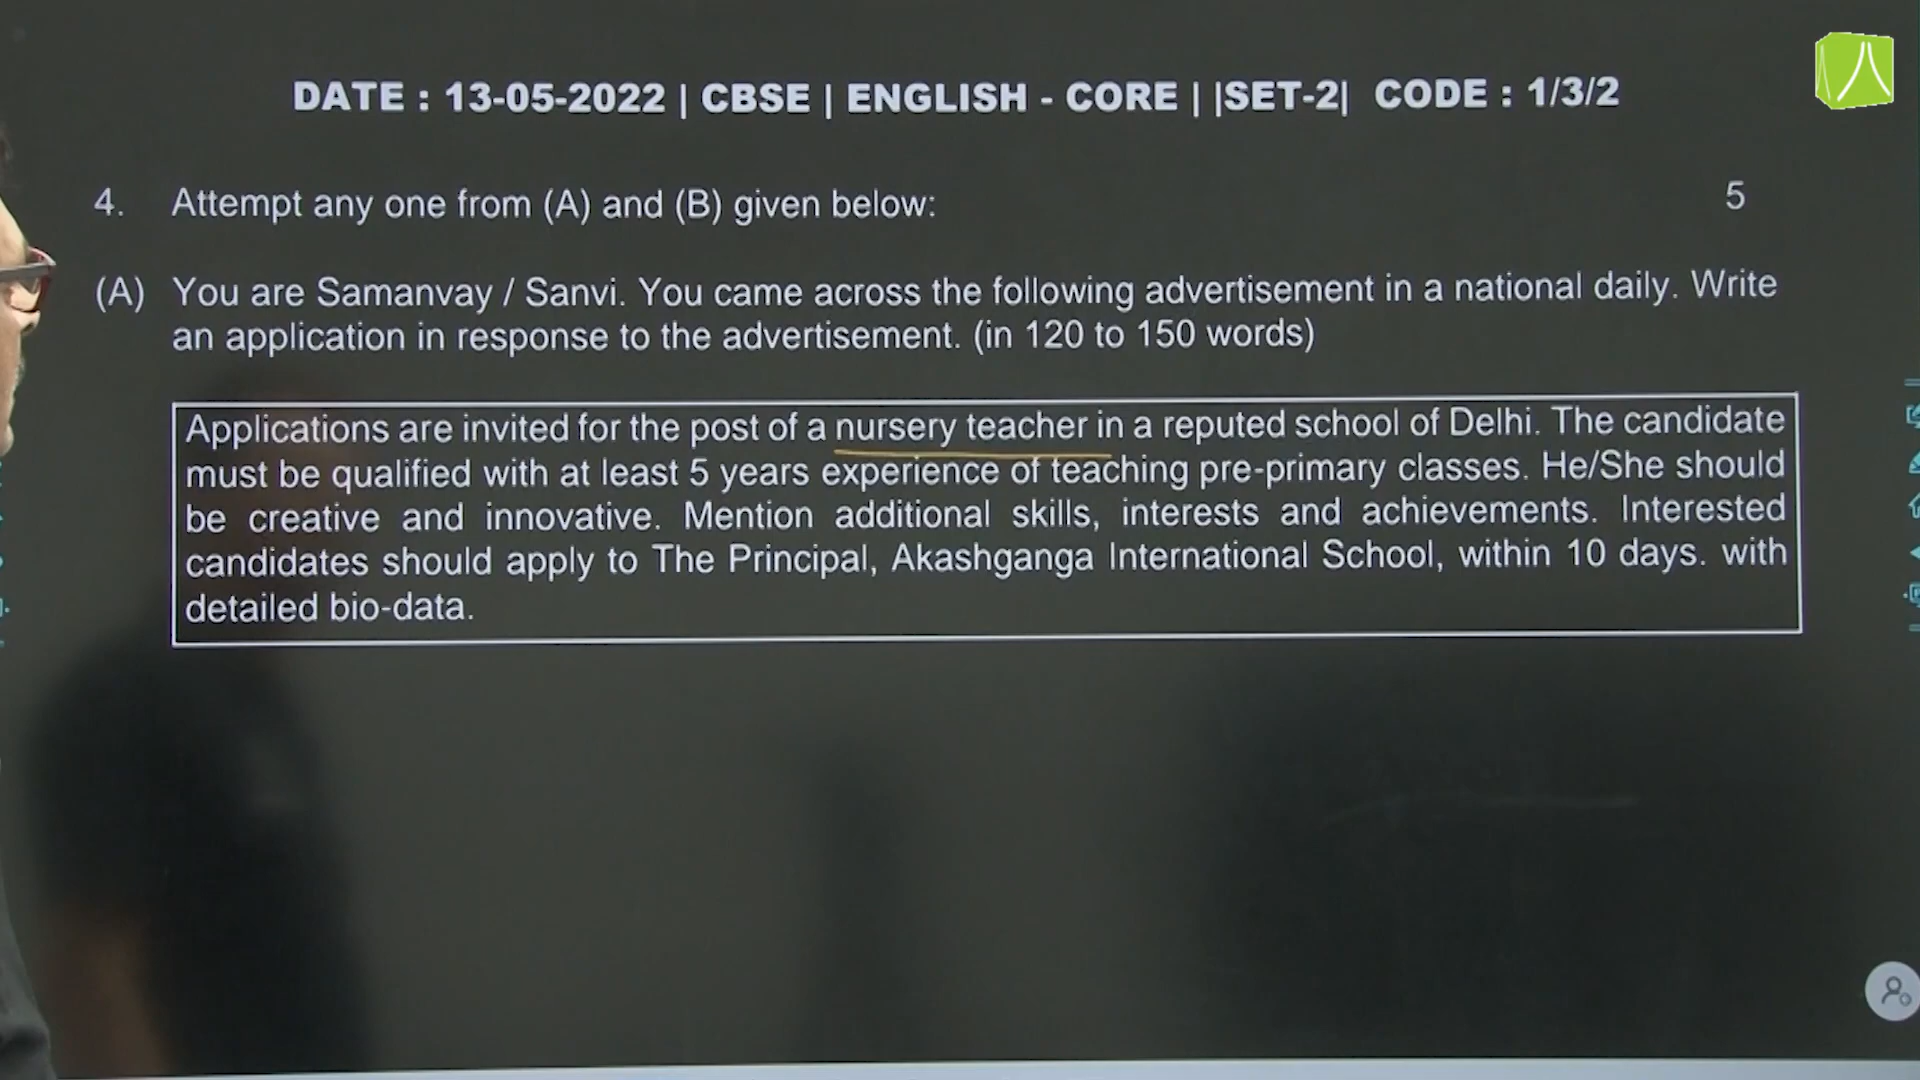 DATE : 13-05-2022 | CBSE | ENGLISH - CORE | |SET-2| CODE : 1/3/2
4. Attempt any one from (A) and (B) given below: 5
(A) You are Samanvay / Sanvi. You came across the following advertisement in a national daily. Write
an application in response to the advertisement. (in 120 to 150 words)
Applications are invited for the post of a nursery teacher in a reputed school of Delhi. The candidate
must be qualified with at least 5 years experience of teaching pre-primary classes. He/She should
be creative and innovative. Mention additional skills, interests and achievements. Interested
candidates should apply to The Principal, Akashganga International School, within 10 days. with
detailed bio-data.